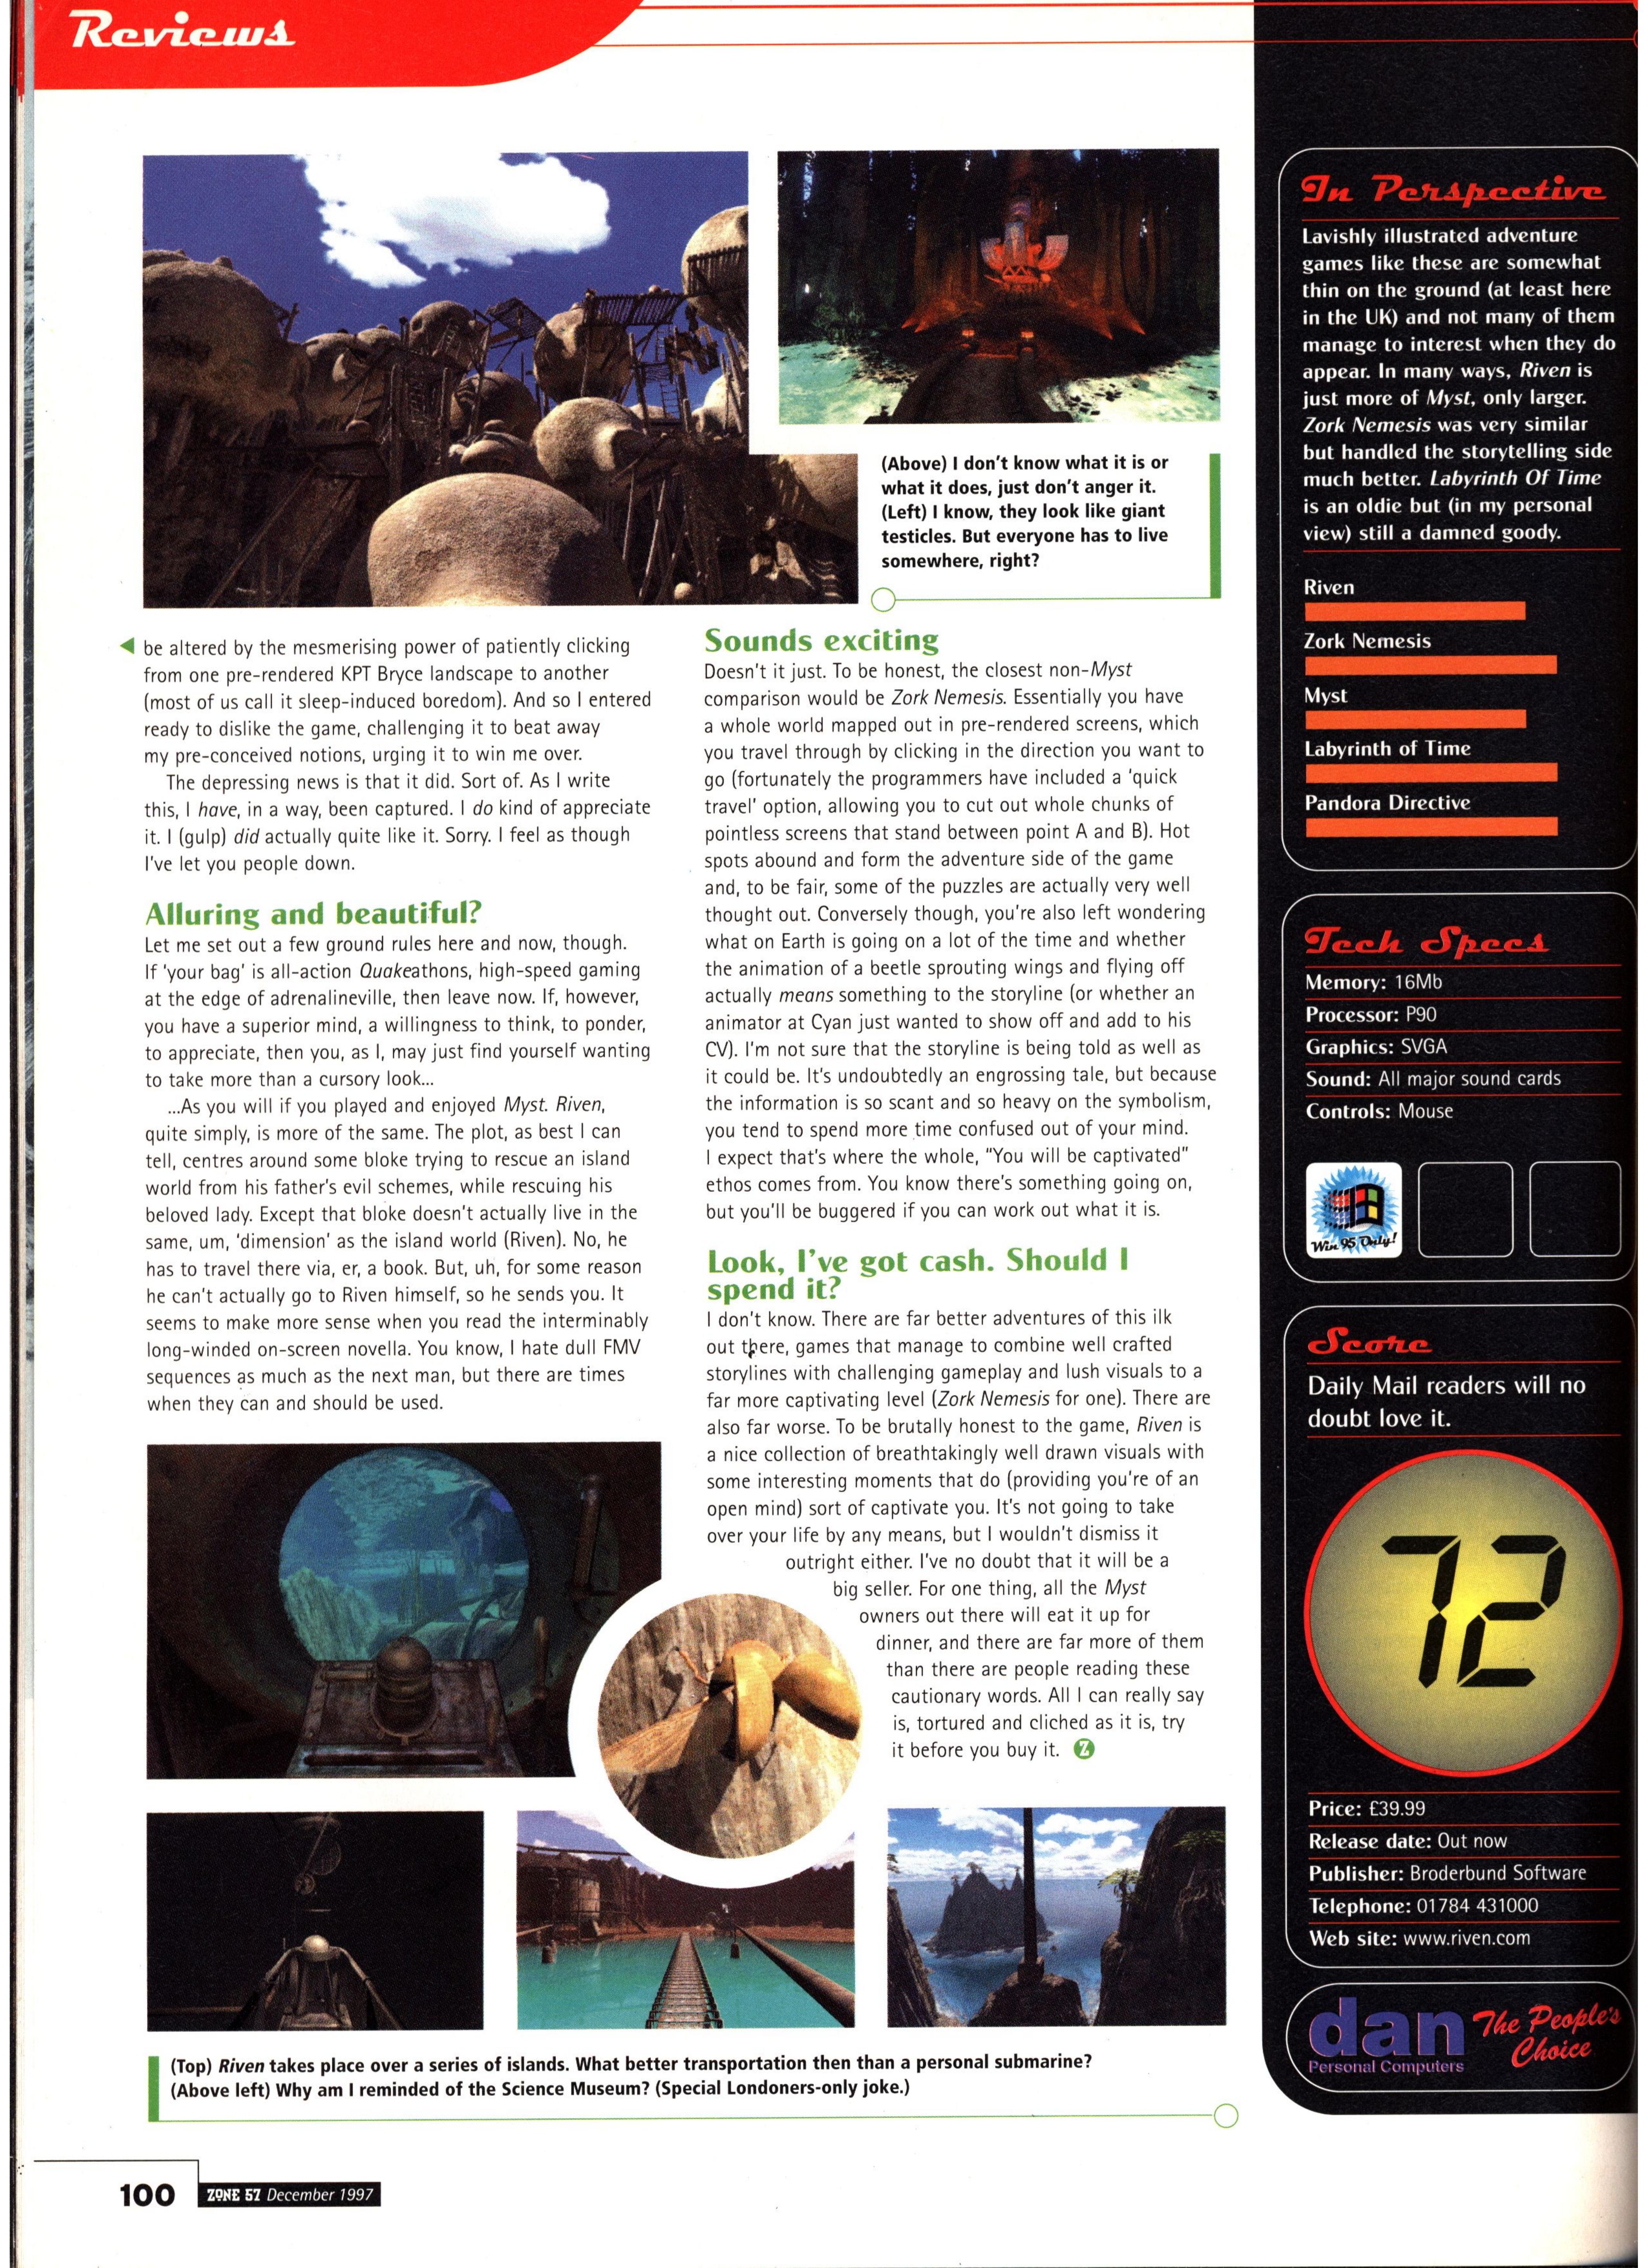 Reviews
(Above) I don't know what it is or
what it does, just don't anger it.
(Left) I know, they look like giant
testicles. But everyone has to live
somewhere, right?
be altered by the mesmerising power of patiently clicking
from one pre-rendered KPT Bryce landscape to another
(most of us call it sleep-induced boredom). And so I entered
ready to dislike the game, challenging it to beat away
my pre-conceived notions, urging it to win me over.
The depressing news is that it did. Sort of. As I write
this, I have, in a way, been captured. I do kind of appreciate
it. I (gulp) did actually quite like it. Sorry. I feel as though
I've let you people down.
Alluring and beautiful?
Let me set out a few ground rules here and now, though.
If 'your bag' is all-action Quakeathons, high-speed gaming
at the edge of adrenalineville, then leave now. If, however,
you have a superior mind, a willingness to think, to ponder,
to appreciate, then you, as I, may just find yourself wanting
to take more than a cursory look...
...As you will if you played and enjoyed Myst. Riven,
quite simply, is more of the same. The plot, as best I can
tell, centres around some bloke trying to rescue an island
world from his father's evil schemes, while rescuing his
beloved lady. Except that bloke doesn't actually live in the
same, um, 'dimension' as the island world (Riven). No, he
has to travel there via, er, a book. But, uh, for some reason
he can't actually go to Riven himself, so he sends you. It
seems to make more sense when you read the interminably
long-winded on-screen novella. You know, I hate dull FMV
sequences as much as the next man, but there are times
when they can and should be used.
Sounds exciting
Doesn't it just. To be honest, the closest non-Myst
comparison would be Zork Nemesis. Essentially you have
a whole world mapped out in pre-rendered screens, which
you travel through by clicking in the direction you want to
go (fortunately the programmers have included a 'quick
travel' option, allowing you to cut out whole chunks of
pointless screens that stand between point A and B). Hot
spots abound and form the adventure side of the game
and, to be fair, some of the puzzles are actually very well
thought out. Conversely though, you're also left wondering
what on Earth is going on a lot of the time and whether
the animation of a beetle sprouting wings and flying off
actually means something to the storyline (or whether an
animator at Cyan just wanted to show off and add to his
CV). I'm not sure that the storyline is being told as well as
it could be. It's undoubtedly an engrossing tale, but because
the information is so scant and so heavy on the symbolism,
you tend to spend more time confused out of your mind.
I expect that's where the whole, "You will be captivated"
ethos comes from. You know there's something going on,
but you'll be buggered if you can work out what it is.
Look, I've got cash. Should I
spend it?
I don't know. There are far better adventures of this ilk
out there, games that manage to combine well crafted
storylines with challenging gameplay and lush visuals to a
far more captivating level (Zork Nemesis for one). There are
also far worse. To be brutally honest to the game, Riven is
a nice collection of breathtakingly well drawn visuals with
some interesting moments that do (providing you're of an
open mind) sort of captivate you. It's not going to take
over your life by any means, but I wouldn't dismiss it
outright either. I've no doubt that it will be a
big seller. For one thing, all the Myst
owners out there will eat it up for
dinner, and there are far more of them
than there are people reading these
cautionary words. All I can really say
is, tortured and cliched as it is, try
it before you buy it. Z
(Top) Riven takes place over a series of islands. What better transportation then than a personal submarine?
(Above left) Why am I reminded of the Science Museum? (Special Londoners-only joke.)
100 ZONE 57 December 1997
In Perspective
Lavishly illustrated adventure
games like these are somewhat
thin on the ground (at least here
in the UK) and not many of them
manage to interest when they do
appear. In many ways, Riven is
just more of Myst, only larger.
Zork Nemesis was very similar
but handled the storytelling side
much better. Labyrinth Of Time
is an oldie but (in my personal
view) still a damned goody.
Riven
Zork Nemesis
Myst
Labyrinth of Time
Pandora Directive
Tech Specs
Memory: 16Mb
Processor: P90
Graphics: SVGA
Sound: All major sound cards
Controls: Mouse
Win 95 Only!
Score
Daily Mail readers will no
doubt love it.
72
Price: £39.99
Release date: Out now
Publisher: Broderbund Software
Telephone: 01784 431000
Web site: www.riven.com
dan The People's
Personal Computers Choice